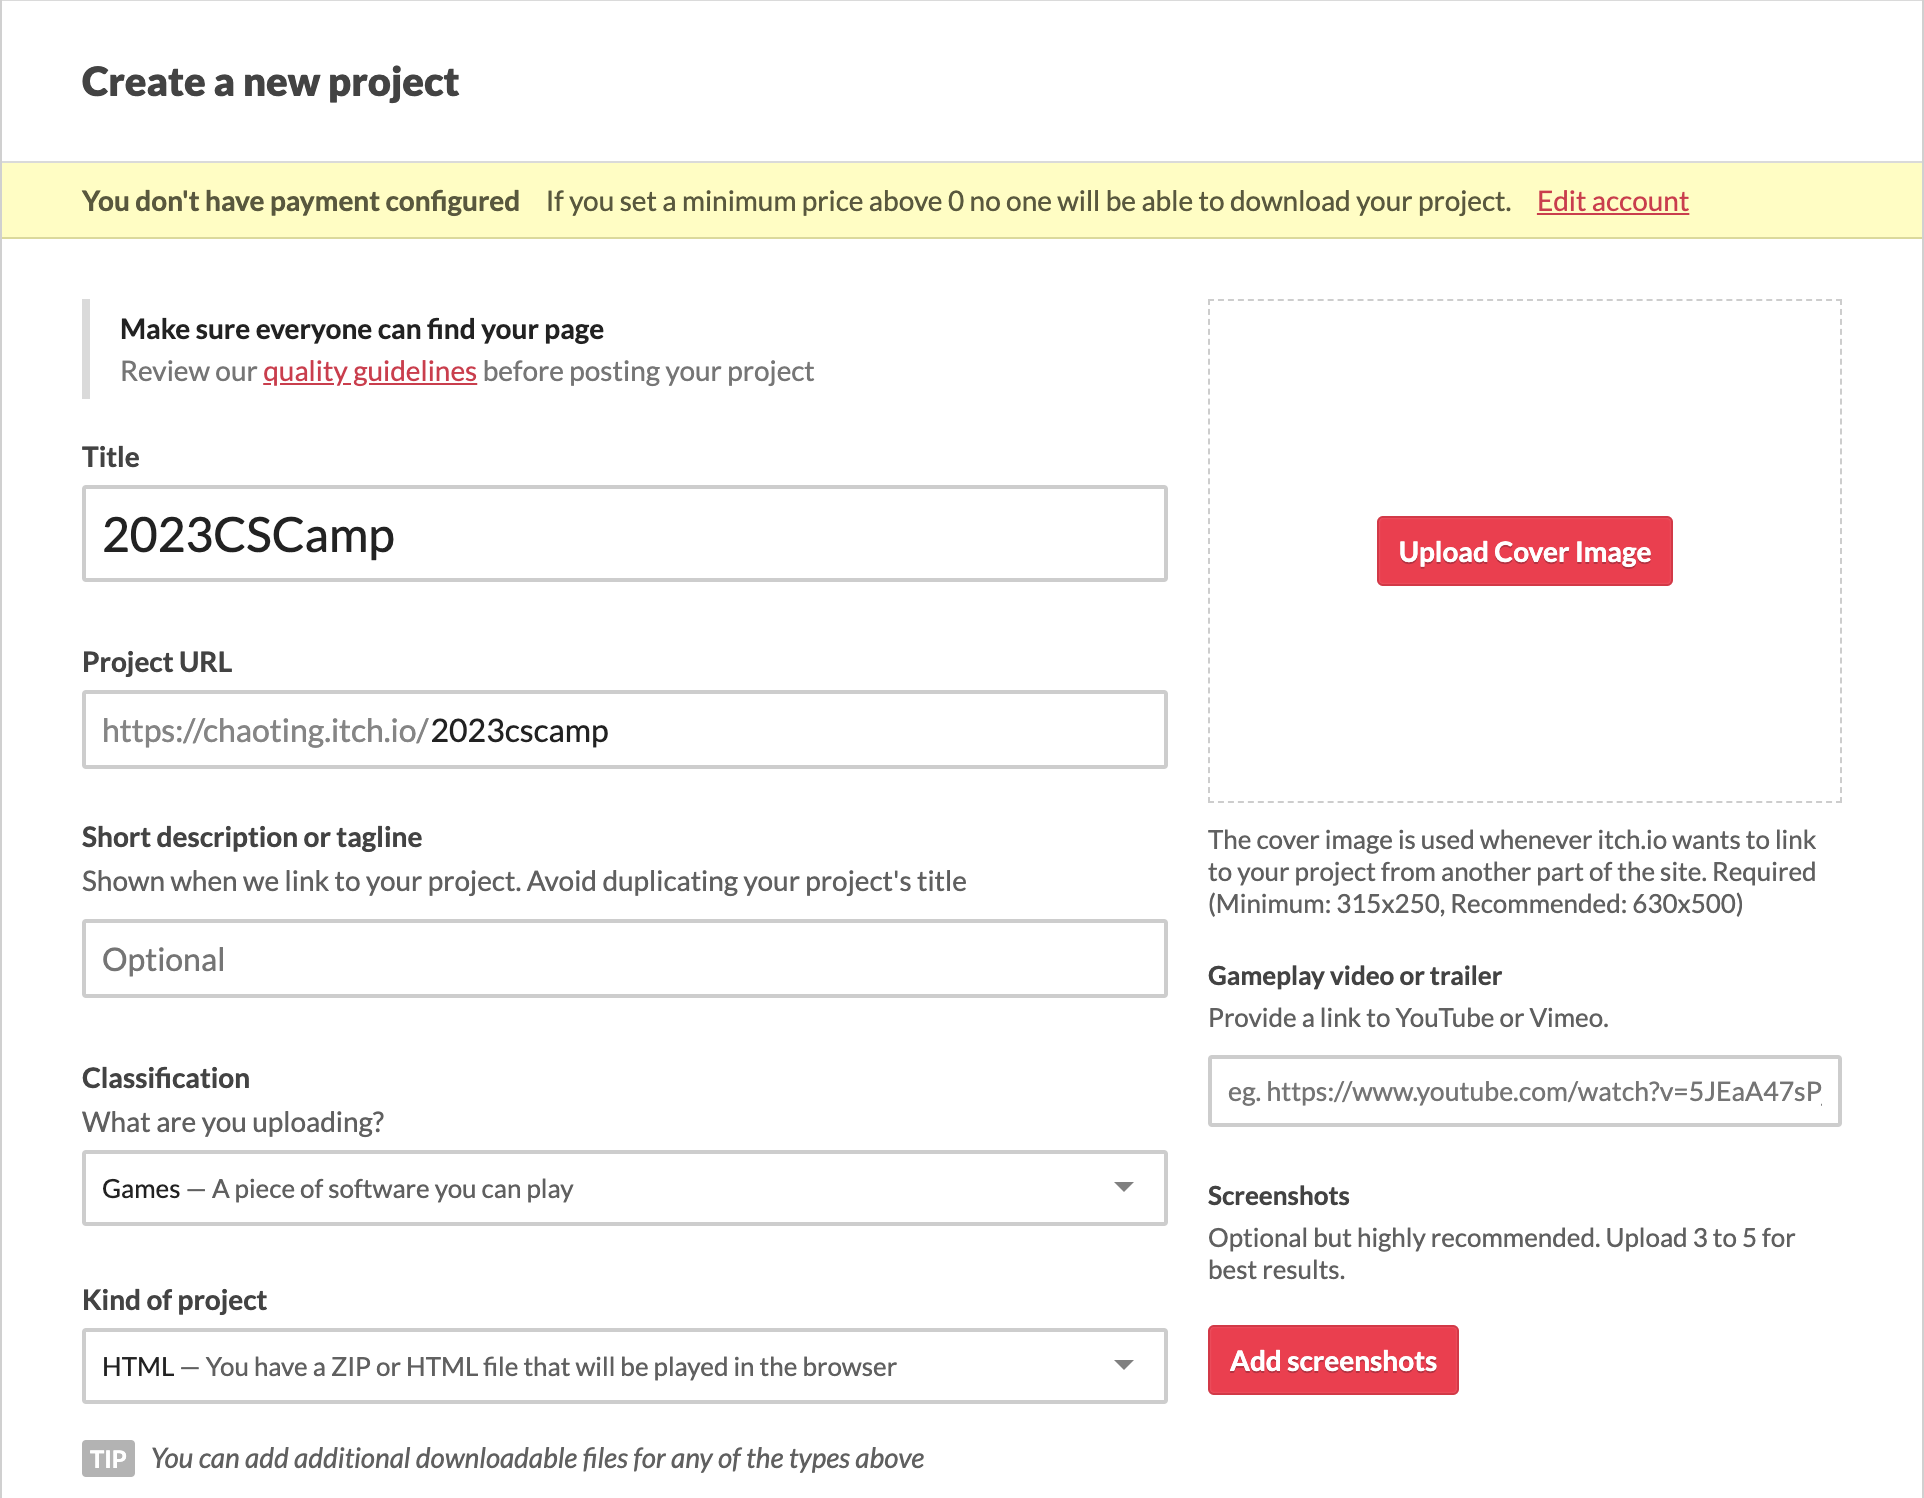 Create a new project
You don't have payment configured If you set a minimum price above 0 no one will be able to download your project. Edit account
Make sure everyone can find your page
Review our quality guidelines before posting your project
Title
2023CSCamp
Project URL
https://chaoting.itch.io/2023cscamp
Short description or tagline
Shown when we link to your project. Avoid duplicating your project's title
Optional
Classification
What are you uploading?
Games — A piece of software you can play
Kind of project
HTML — You have a ZIP or HTML file that will be played in the browser
TIP You can add additional downloadable files for any of the types above
Upload Cover Image
The cover image is used whenever itch.io wants to link
to your project from another part of the site. Required
(Minimum: 315x250, Recommended: 630x500)
Gameplay video or trailer
Provide a link to YouTube or Vimeo.
eg. https://www.youtube.com/watch?v=5JEaA47sP
Screenshots
Optional but highly recommended. Upload 3 to 5 for
best results.
Add screenshots